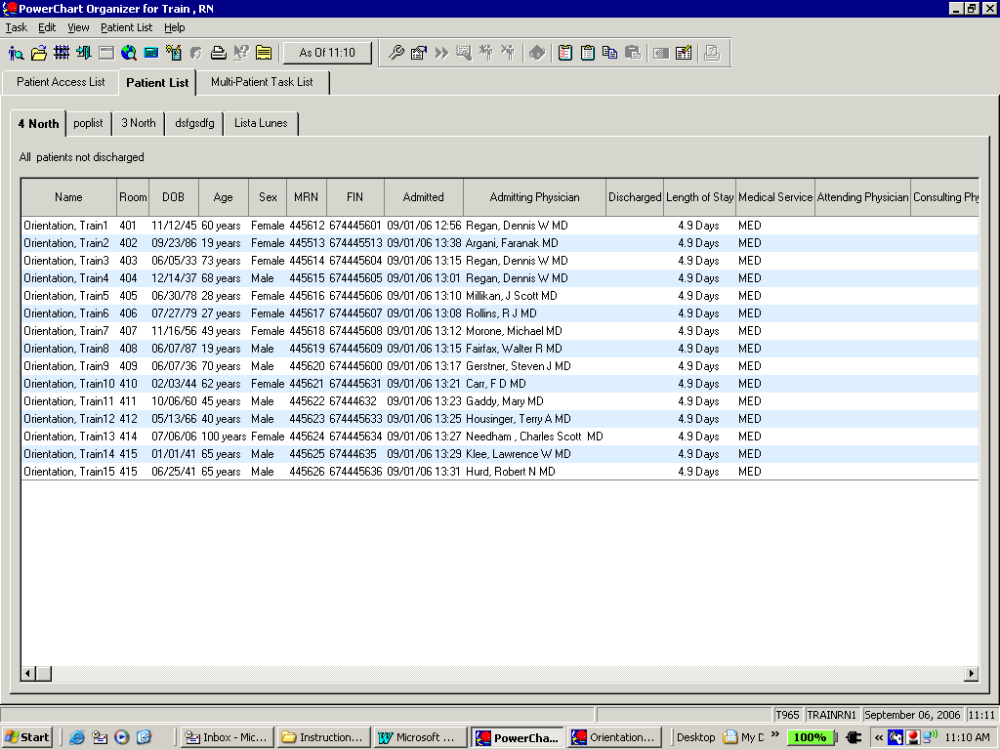 PowerChart Organizer for Train , RN
Task Edit View Patient List Help
As Of 11:10
Patient Access List Patient List Multi-Patient Task List
4 North poplist 3 North dsfgsdfg Lista Lunes
All patients not discharged
Name Room DOB Age Sex MRN FIN Admitted Admitting Physician Discharged Length of Stay Medical Service Attending Physician Consulting Phy
Orientation, Train1 401 11/12/45 60 years Female 445612 674445601 09/01/06 12:56 Regan, Dennis W MD 4.9 Days MED
Orientation, Train2 402 09/23/86 19 years Female 445513 674445513 09/01/06 13:38 Argani, Faranak MD 4.9 Days MED
Orientation, Train3 403 06/05/33 73 years Female 445614 674445604 09/01/06 13:15 Regan, Dennis W MD 4.9 Days MED
Orientation, Train4 404 12/14/37 68 years Male 445615 674445605 09/01/06 13:01 Regan, Dennis W MD 4.9 Days MED
Orientation, Train5 405 06/30/78 28 years Female 445616 674445606 09/01/06 13:10 Millikan, J Scott MD 4.9 Days MED
Orientation, Train6 406 07/27/79 27 years Female 445617 674445607 09/01/06 13:08 Rollins, R J MD 4.9 Days MED
Orientation, Train7 407 11/16/56 49 years Female 445618 674445608 09/01/06 13:12 Morone, Michael MD 4.9 Days MED
Orientation, Train8 408 06/07/87 19 years Male 445619 674445609 09/01/06 13:15 Fairfax, Walter R MD 4.9 Days MED
Orientation, Train9 409 06/07/36 70 years Male 445620 674445600 09/01/06 13:17 Gerstner, Steven J MD 4.9 Days MED
Orientation, Train10 410 02/03/44 62 years Female 445621 674445631 09/01/06 13:21 Carr, F D MD 4.9 Days MED
Orientation, Train11 411 10/06/60 45 years Male 445622 67444632 09/01/06 13:23 Gaddy, Mary MD 4.9 Days MED
Orientation, Train12 412 05/13/66 40 years Male 445623 674445633 09/01/06 13:25 Housinger, Terry A MD 4.9 Days MED
Orientation, Train13 414 07/06/06 100 years Female 445624 674445634 09/01/06 13:27 Needham , Charles Scott MD 4.9 Days MED
Orientation, Train14 415 01/01/41 65 years Male 445625 67444635 09/01/06 13:29 Klee, Lawrence W MD 4.9 Days MED
Orientation, Train15 415 06/25/41 65 years Male 445626 674445636 09/01/06 13:31 Hurd, Robert N MD 4.9 Days MED
T965 TRAINRN1 September 06, 2006 11:11
Start Inbox - Mic... Instruction... Microsoft ... PowerCha... Orientation... Desktop My D » 100% « 11:10 AM